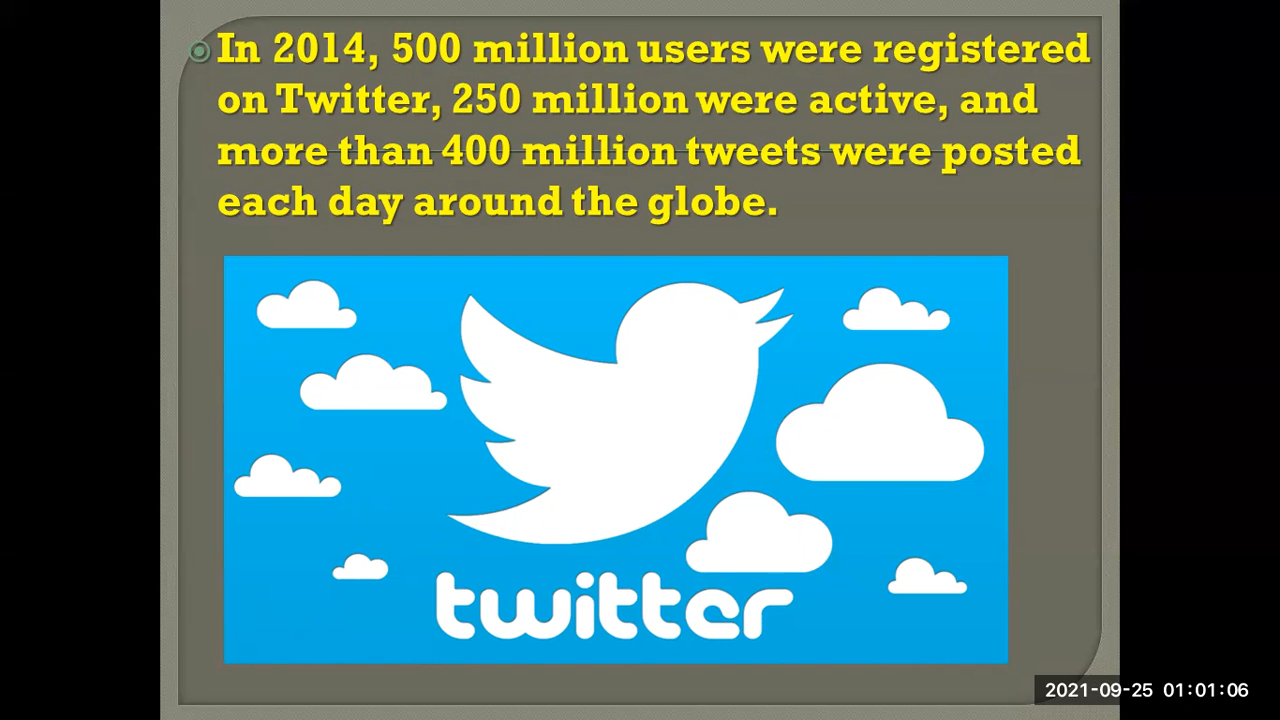 In 2014, 500 million users were registered
on Twitter, 250 million were active, and
more than 400 million tweets were posted
each day around the globe.
twitter
2021-09-25 01:01:06